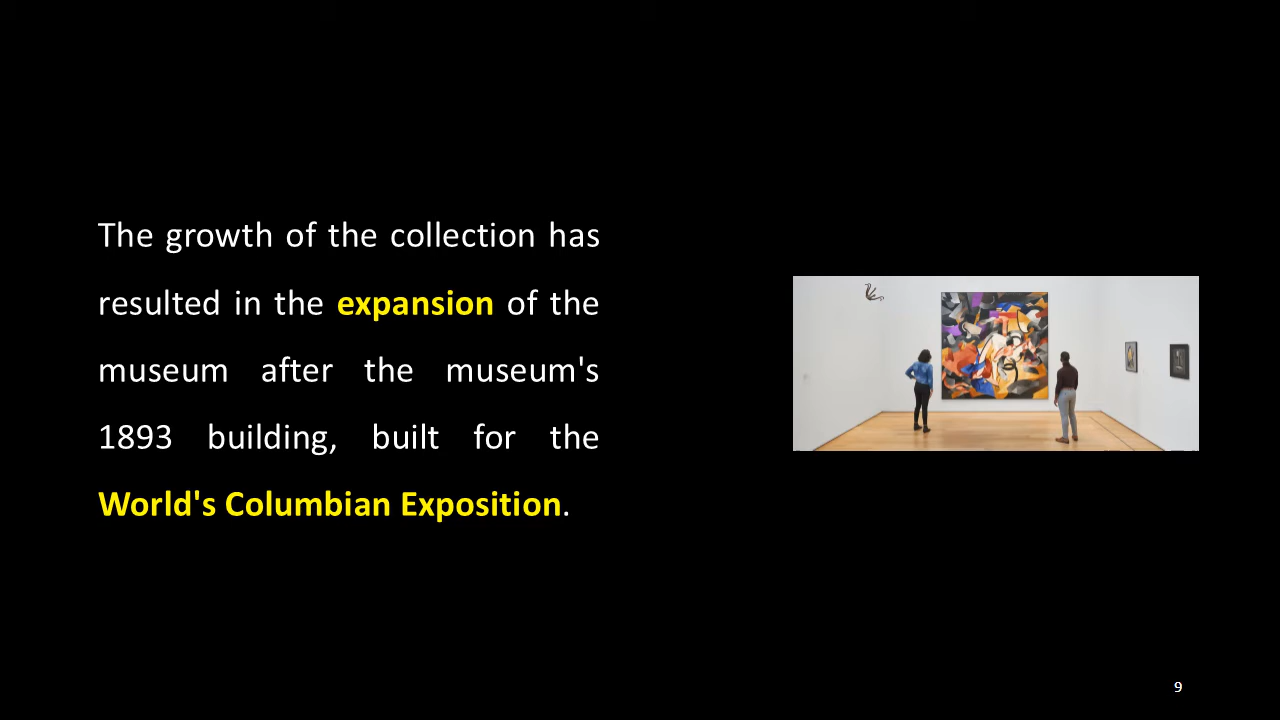 The growth of the collection has
resulted in the expansion of the
museum after the museum's
1893 building, built for the
World's Columbian Exposition.
9